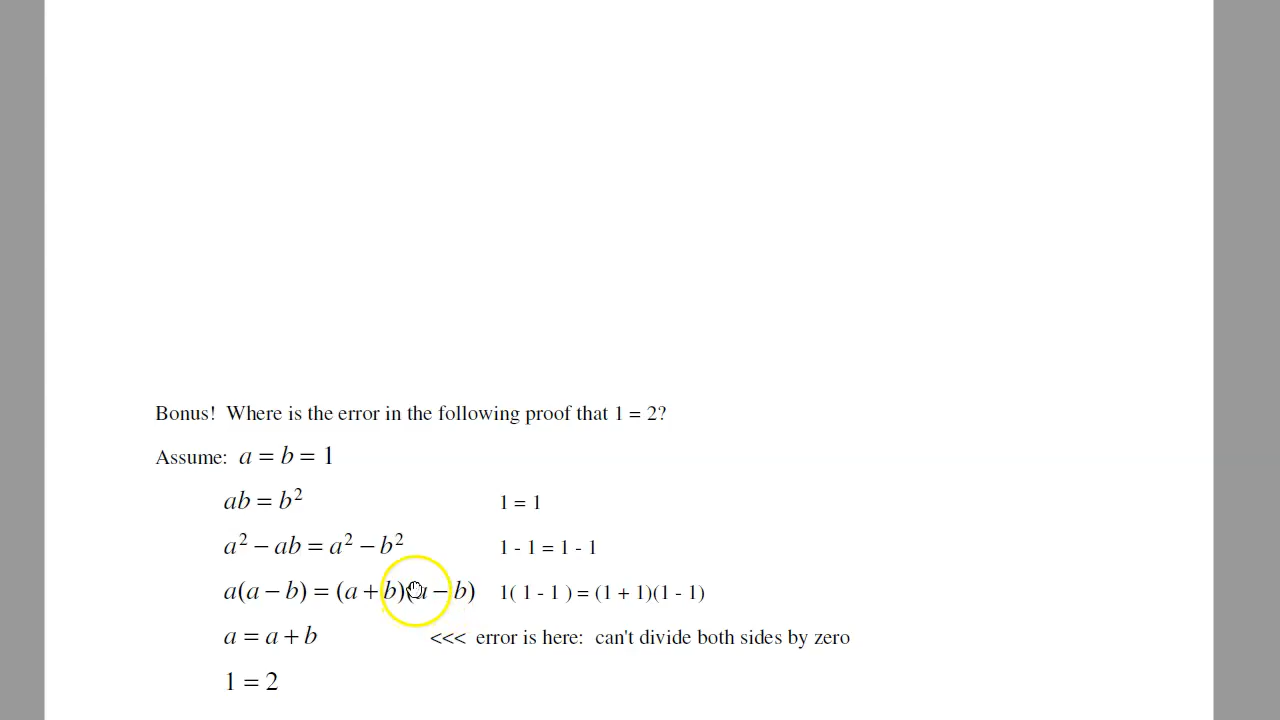 Bonus! Where is the error in the following proof that 1 = 2?
Assume: a = b = 1
ab = b² 1 = 1
a² − ab = a² − b² 1 - 1 = 1 - 1
a(a − b) = (a + b)(a − b) 1( 1 - 1 ) = (1 + 1)(1 - 1)
a = a + b <<< error is here: can't divide both sides by zero
1 = 2